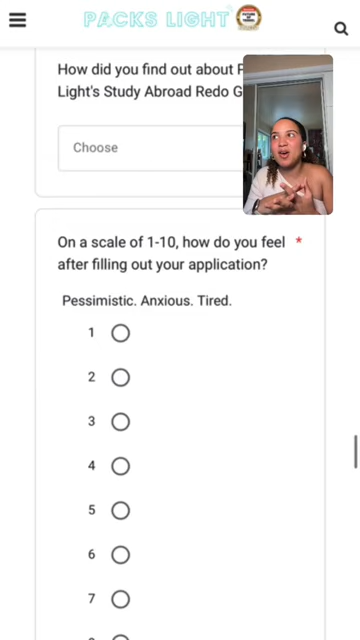 PACKS LIGHT
How did you find out about
Light's Study Abroad Redo G
Choose
On a scale of 1-10, how do you feel *
after filling out your application?
Pessimistic. Anxious. Tired.
1
2
3
4
5
6
7